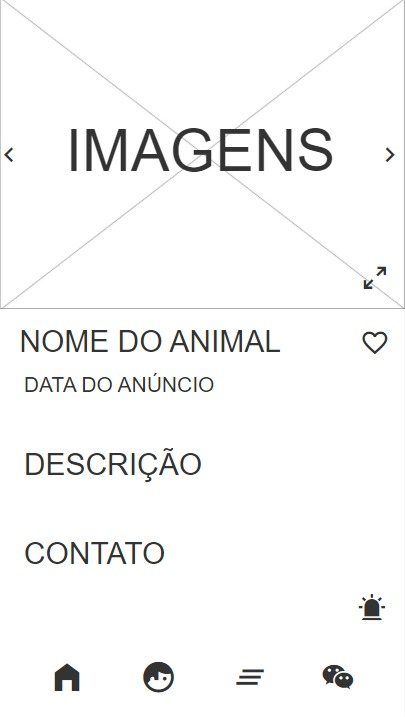 IMAGENS
NOME DO ANIMAL
DATA DO ANÚNCIO
DESCRIÇÃO
CONTATO